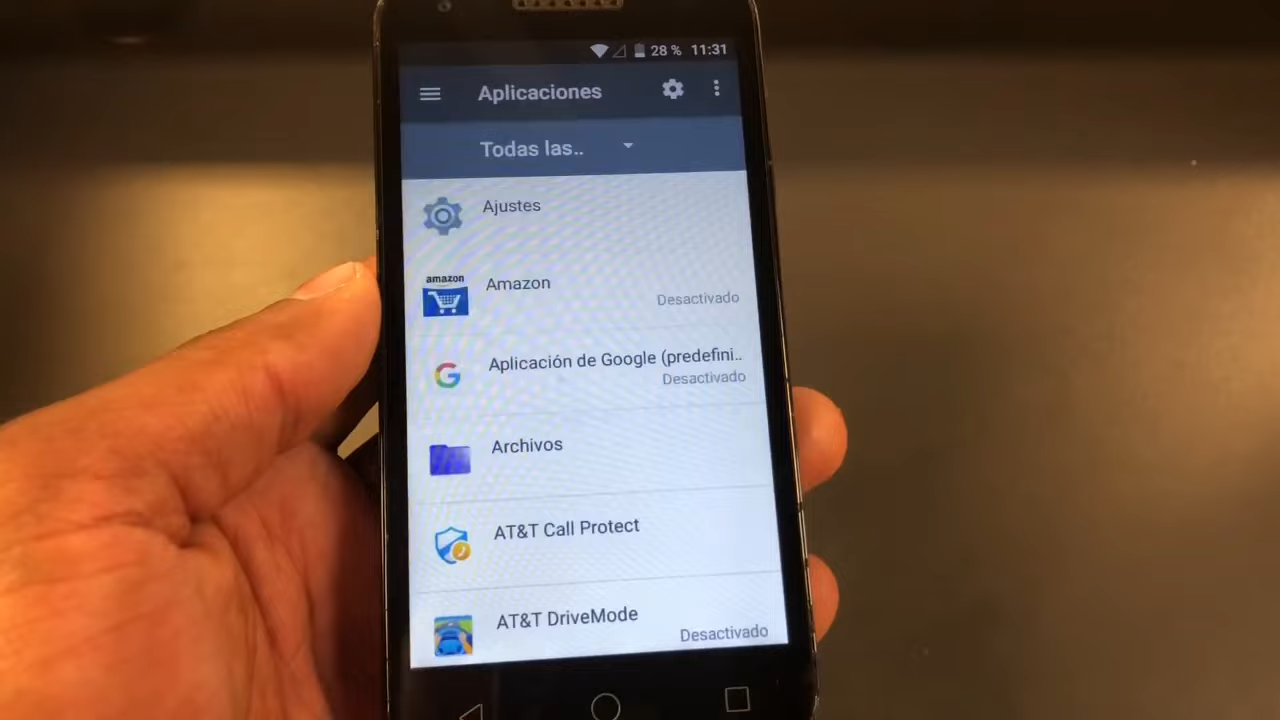 28 % 11:31
Aplicaciones
Todas las..
Ajustes
amazon
Amazon
Desactivado
G
Aplicación de Google (predefini..
Desactivado
Archivos
AT&T Call Protect
AT&T DriveMode
Desactivado